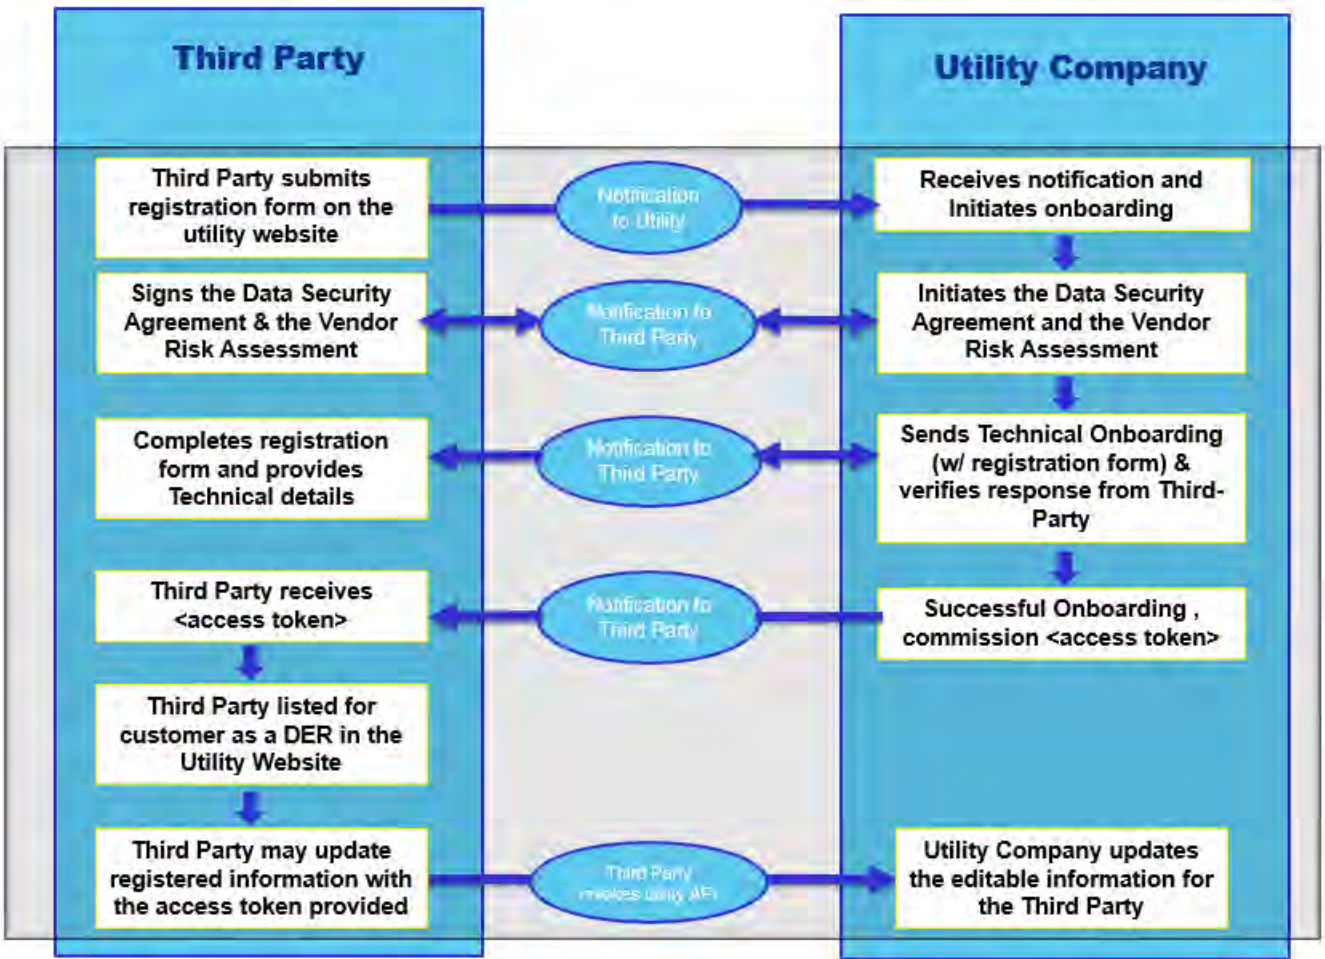 Third Party
Utility Company
Third Party submits
registration form on the
utility website
Notification
to Utility
Receives notification and
Initiates onboarding
Signs the Data Security
Agreement & the Vendor
Risk Assessment
Notification to
Third Party
Initiates the Data Security
Agreement and the Vendor
Risk Assessment
Completes registration
form and provides
Technical details
Notification to
Third Party
Sends Technical Onboarding
(w/ registration form) &
verifies response from Third-
Party
Third Party receives
<access token>
Notification to
Third Party
Successful Onboarding ,
commission <access token>
Third Party listed for
customer as a DER in the
Utility Website
Third Party may update
registered information with
the access token provided
Third Party
utility API
Utility Company updates
the editable information for
the Third Party